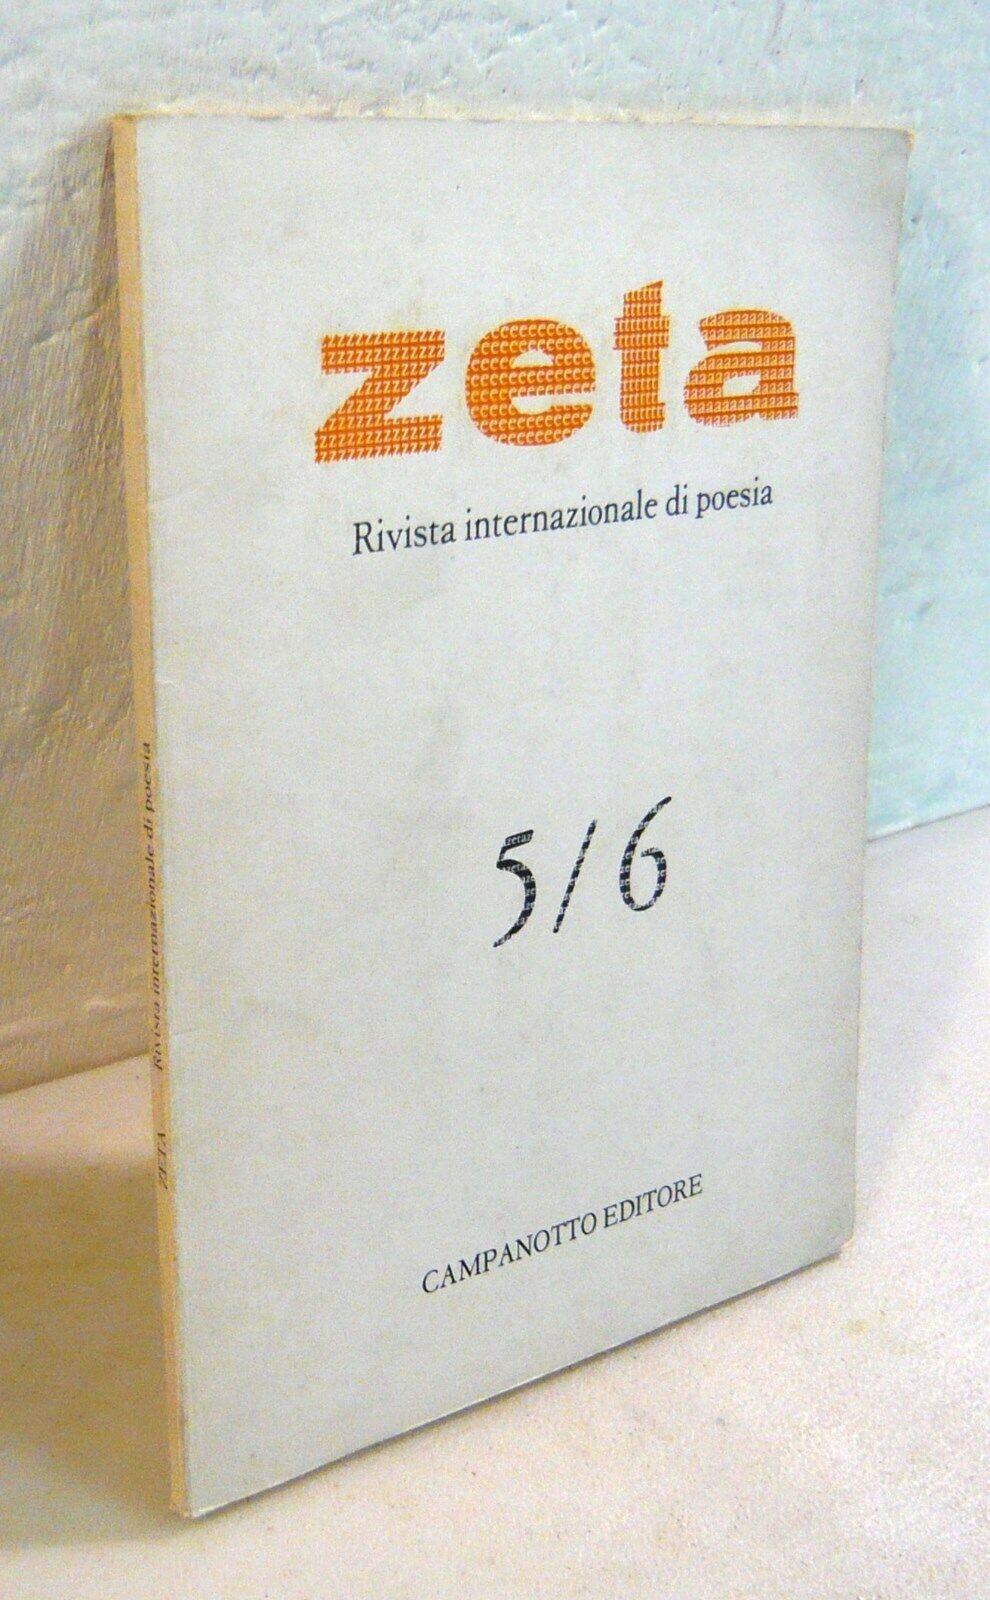 zeta
Rivista internazionale di poesia
5/6
CAMPANOTTO EDITORE
ZETA Rivista internazionale di poesia